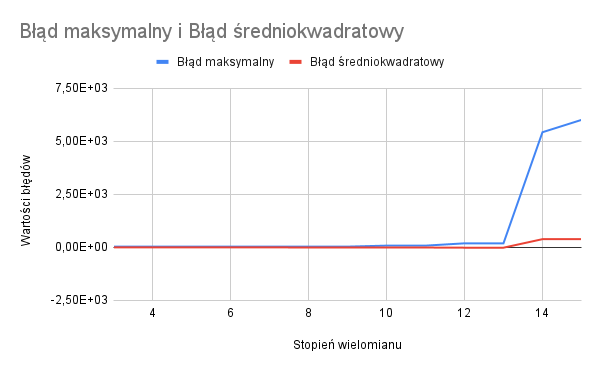 Błąd maksymalny i Błąd średniokwadratowy
Błąd maksymalny
Błąd średniokwadratowy
7,50E+03
5,00E+03
2,50E+03
0,00E+00
-2,50E+03
Wartości błędów
4 6 8 10 12 14
Stopień wielomianu